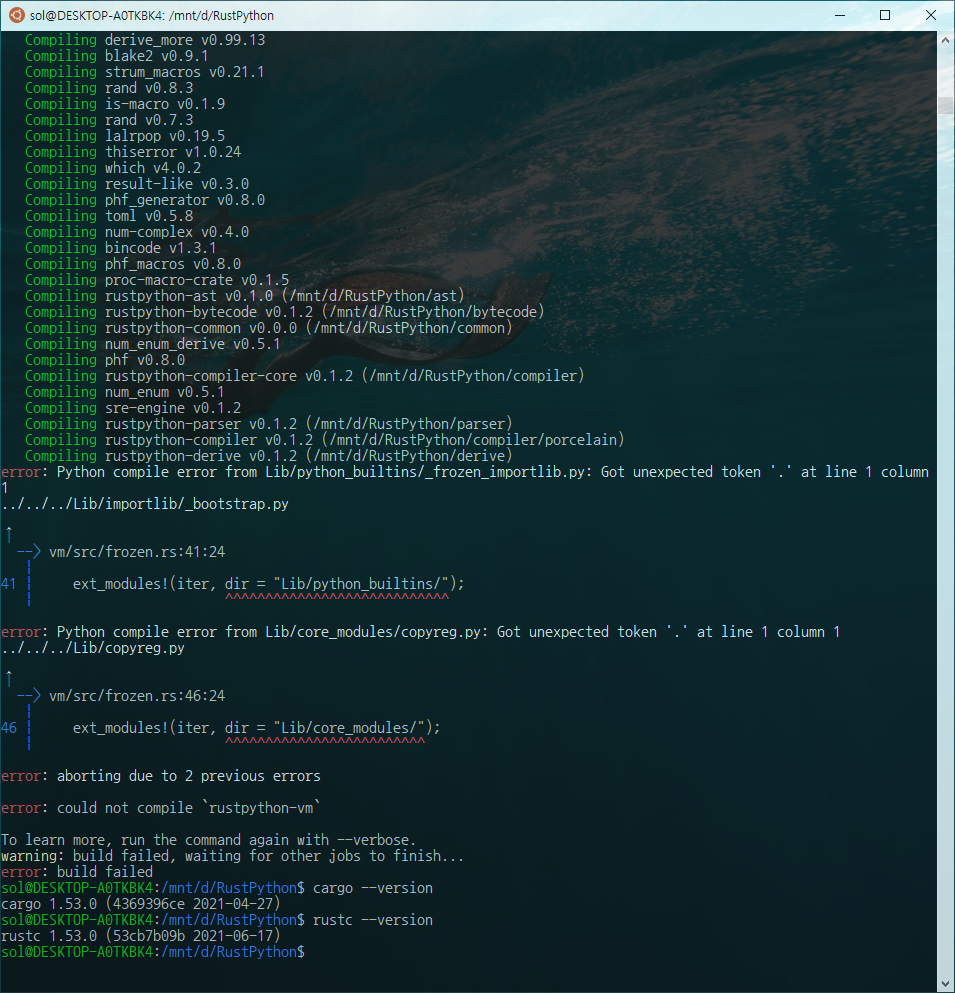 sol@DESKTOP-A0TKBK4: /mnt/d/RustPython
Compiling derive_more v0.99.13
Compiling blake2 v0.9.1
Compiling strum_macros v0.21.1
Compiling rand v0.8.3
Compiling is-macro v0.1.9
Compiling rand v0.7.3
Compiling lalrpop v0.19.5
Compiling thiserror v1.0.24
Compiling which v4.0.2
Compiling result-like v0.3.0
Compiling phf_generator v0.8.0
Compiling toml v0.5.8
Compiling num-complex v0.4.0
Compiling bincode v1.3.1
Compiling phf_macros v0.8.0
Compiling proc-macro-crate v0.1.5
Compiling rustpython-ast v0.1.0 (/mnt/d/RustPython/ast)
Compiling rustpython-bytecode v0.1.2 (/mnt/d/RustPython/bytecode)
Compiling rustpython-common v0.0.0 (/mnt/d/RustPython/common)
Compiling num_enum_derive v0.5.1
Compiling phf v0.8.0
Compiling rustpython-compiler-core v0.1.2 (/mnt/d/RustPython/compiler)
Compiling num_enum v0.5.1
Compiling sre-engine v0.1.2
Compiling rustpython-parser v0.1.2 (/mnt/d/RustPython/parser)
Compiling rustpython-compiler v0.1.2 (/mnt/d/RustPython/compiler/porcelain)
Compiling rustpython-derive v0.1.2 (/mnt/d/RustPython/derive)
error: Python compile error from Lib/python_builtins/_frozen_importlib.py: Got unexpected token '.' at line 1 column
1
../../../Lib/importlib/_bootstrap.py
↑
--> vm/src/frozen.rs:41:24
|
41 | ext_modules!(iter, dir = "Lib/python_builtins/");
| ^^^^^^^^^^^^^^^^^^^^^^^^^^^^
error: Python compile error from Lib/core_modules/copyreg.py: Got unexpected token '.' at line 1 column 1
../../../Lib/copyreg.py
↑
--> vm/src/frozen.rs:46:24
|
46 | ext_modules!(iter, dir = "Lib/core_modules/");
| ^^^^^^^^^^^^^^^^^^^^^^^^^
error: aborting due to 2 previous errors
error: could not compile `rustpython-vm`
To learn more, run the command again with --verbose.
warning: build failed, waiting for other jobs to finish...
error: build failed
sol@DESKTOP-A0TKBK4:/mnt/d/RustPython$ cargo --version
cargo 1.53.0 (4369396ce 2021-04-27)
sol@DESKTOP-A0TKBK4:/mnt/d/RustPython$ rustc --version
rustc 1.53.0 (53cb7b09b 2021-06-17)
sol@DESKTOP-A0TKBK4:/mnt/d/RustPython$